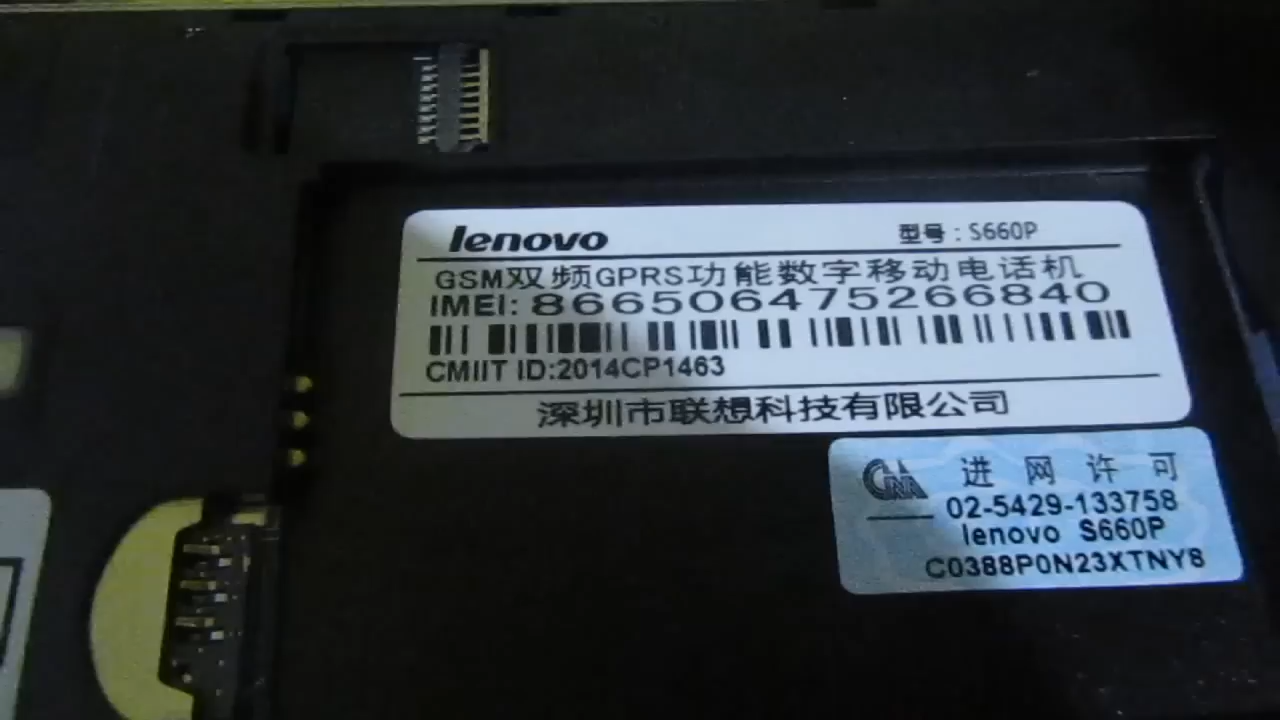 lenovo 型号:S660P
GSM双频GPRS功能数字移动电话机
IMEI: 866506475266840
CMIIT ID:2014CP1463
深圳市联想科技有限公司
CNA 进网许可
02-5429-133758
lenovo S660P
C0388P0N23XTNY8